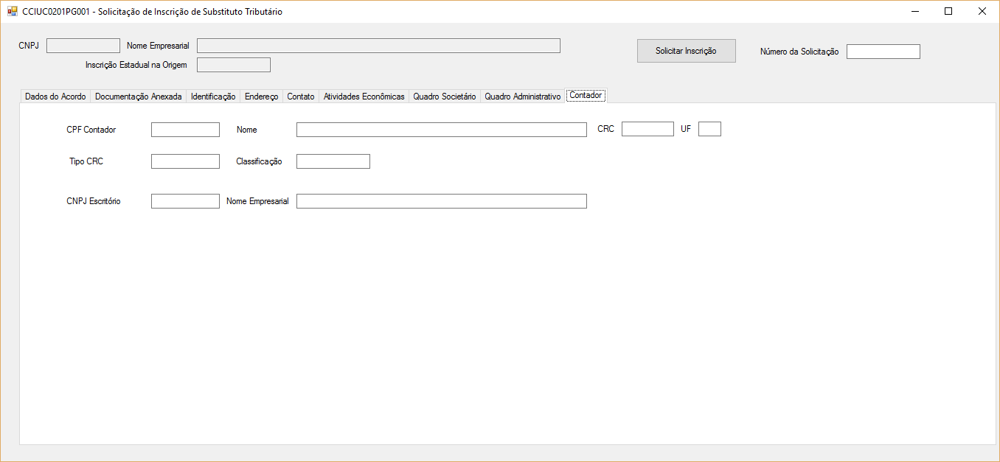 CCIUC0201PG001 - Solicitação de Inscrição de Substituto Tributário
CNPJ Nome Empresarial Solicitar Inscrição Número da Solicitação
Inscrição Estadual na Origem
Dados do Acordo Documentação Anexada Identificação Endereço Contato Atividades Econômicas Quadro Societário Quadro Administrativo Contador
CPF Contador Nome CRC UF
Tipo CRC Classificação
CNPJ Escritório Nome Empresarial